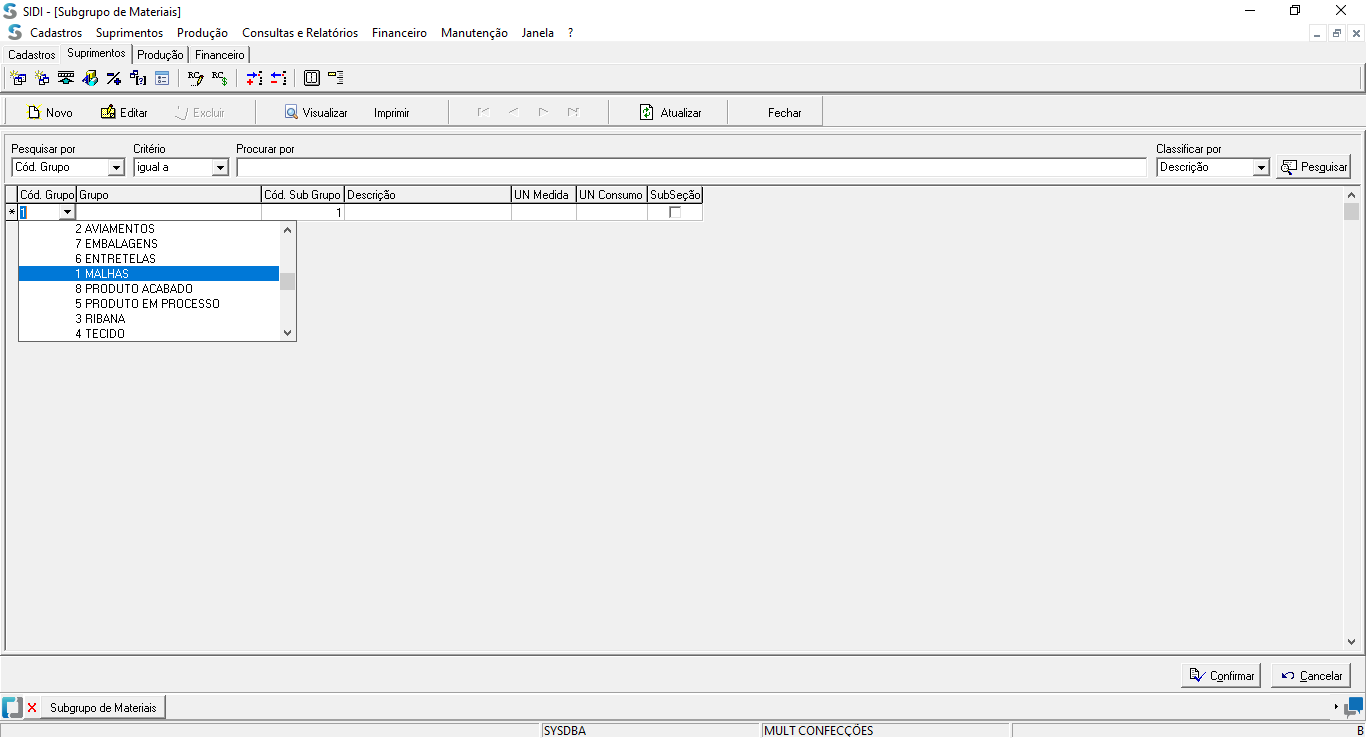 SIDI - [Subgrupo de Materiais]
Cadastros Suprimentos Produção Consultas e Relatórios Financeiro Manutenção Janela ?
Cadastros Suprimentos Produção Financeiro
Novo Editar Excluir Visualizar Imprimir Atualizar Fechar
Pesquisar por Critério Procurar por Classificar por
Cód. Grupo igual a Descrição Pesquisar
Cód. Grupo Grupo Cód. Sub Grupo Descrição UN Medida UN Consumo SubSeção
* 1 1
2 AVIAMENTOS
7 EMBALAGENS
6 ENTRETELAS
1 MALHAS
8 PRODUTO ACABADO
5 PRODUTO EM PROCESSO
3 RIBANA
4 TECIDO
Confirmar Cancelar
Subgrupo de Materiais
SYSDBA MULT CONFECÇÕES B